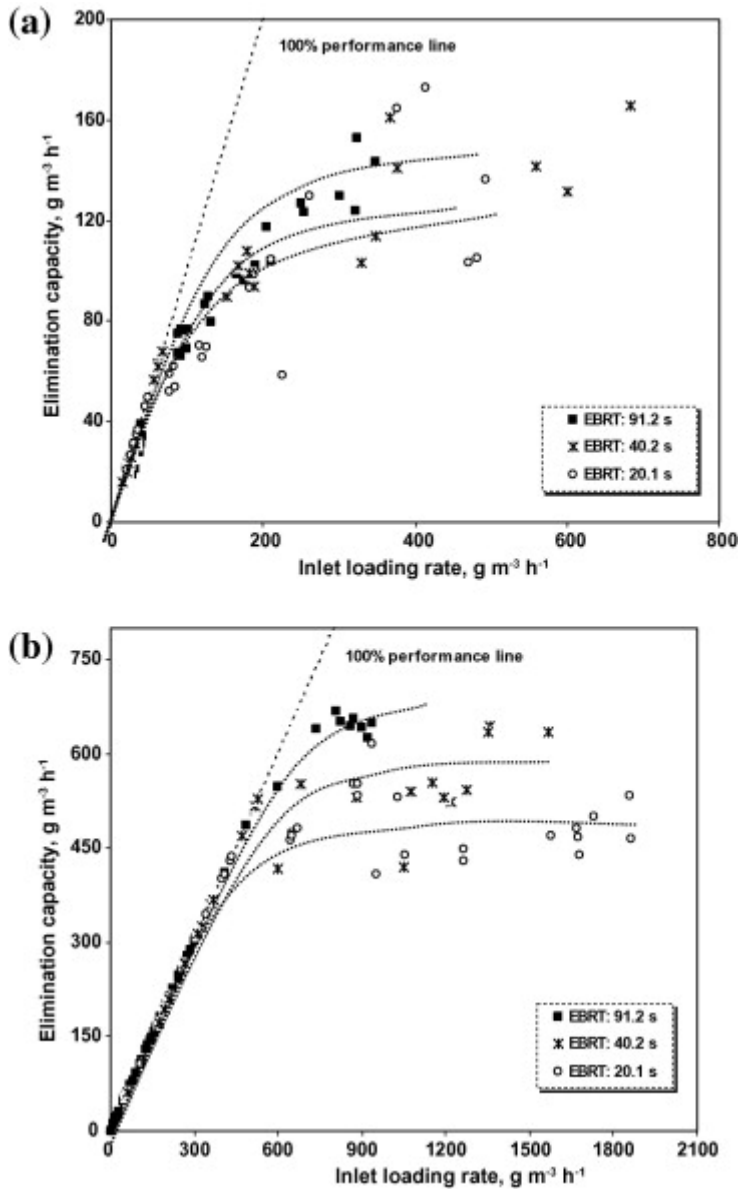 (a)
200
100% performance line
160
120
80
40
0
Elimination capacity, g m⁻³ h⁻¹
EBRT: 91.2 s
EBRT: 40.2 s
EBRT: 20.1 s
0 200 400 600 800
Inlet loading rate, g m⁻³ h⁻¹
(b)
750
100% performance line
600
450
300
150
0
Elimination capacity, g m⁻³ h⁻¹
EBRT: 91.2 s
EBRT: 40.2 s
EBRT: 20.1 s
0 300 600 900 1200 1500 1800 2100
Inlet loading rate, g m⁻³ h⁻¹